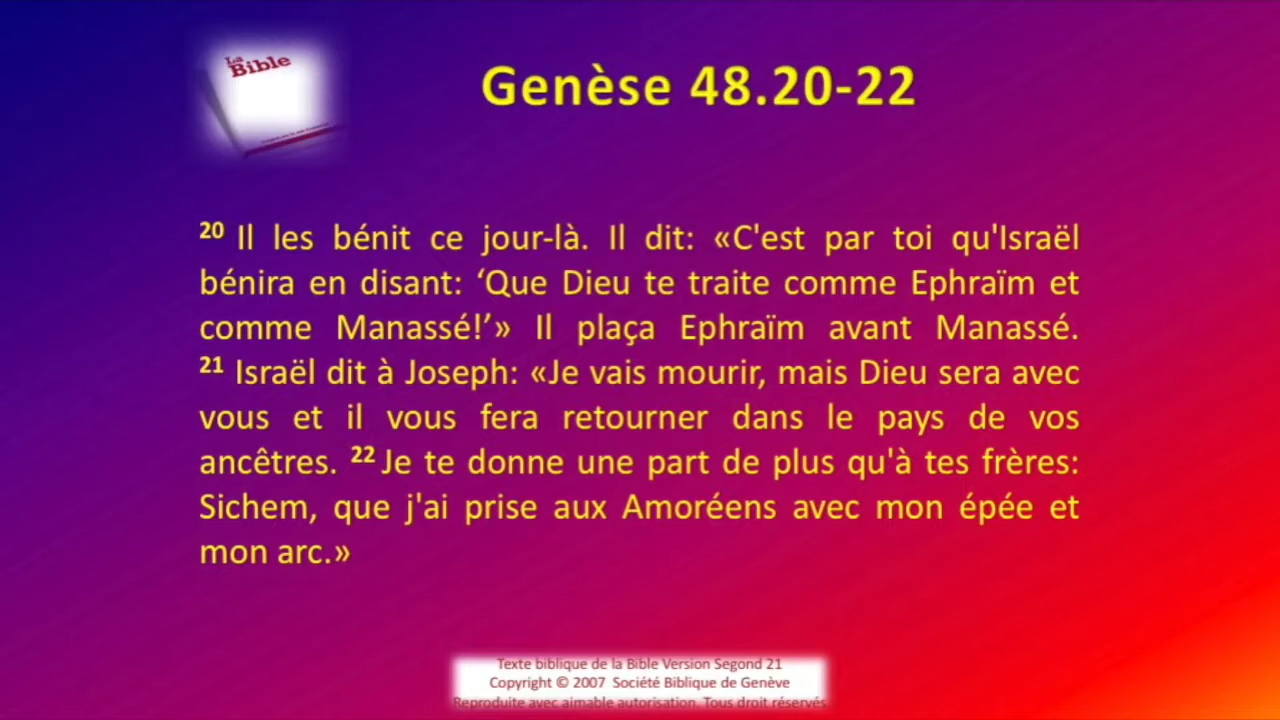 La
Bible
Genèse 48.20-22
20 Il les bénit ce jour-là. Il dit: «C'est par toi qu'Israël
bénira en disant: ‘Que Dieu te traite comme Ephraïm et
comme Manassé!’» Il plaça Ephraïm avant Manassé.
21 Israël dit à Joseph: «Je vais mourir, mais Dieu sera avec
vous et il vous fera retourner dans le pays de vos
ancêtres. 22 Je te donne une part de plus qu'à tes frères:
Sichem, que j'ai prise aux Amoréens avec mon épée et
mon arc.»
Texte biblique de la Bible Version Segond 21
Copyright © 2007 Société Biblique de Genève
Reproduite avec aimable autorisation. Tous droit réservés